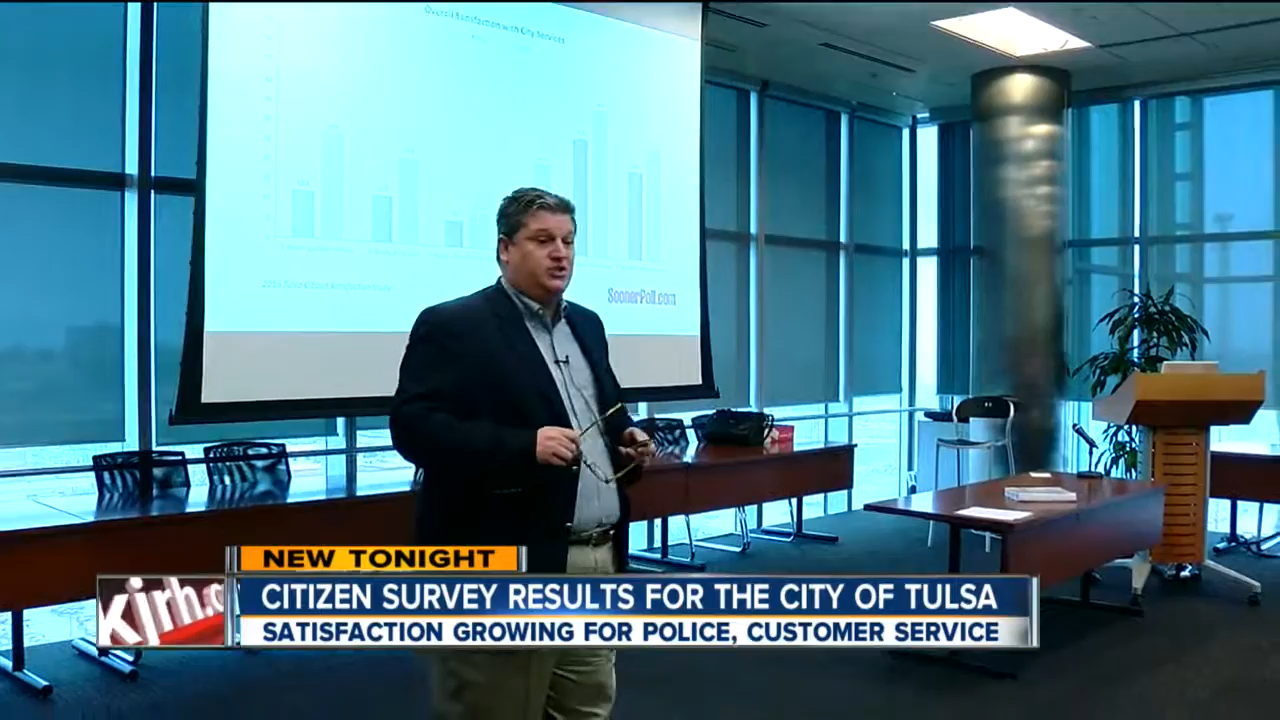 Overall Satisfaction with City Services
SoonerPoll.com
NEW TONIGHT
kjrh.c
CITIZEN SURVEY RESULTS FOR THE CITY OF TULSA
SATISFACTION GROWING FOR POLICE, CUSTOMER SERVICE